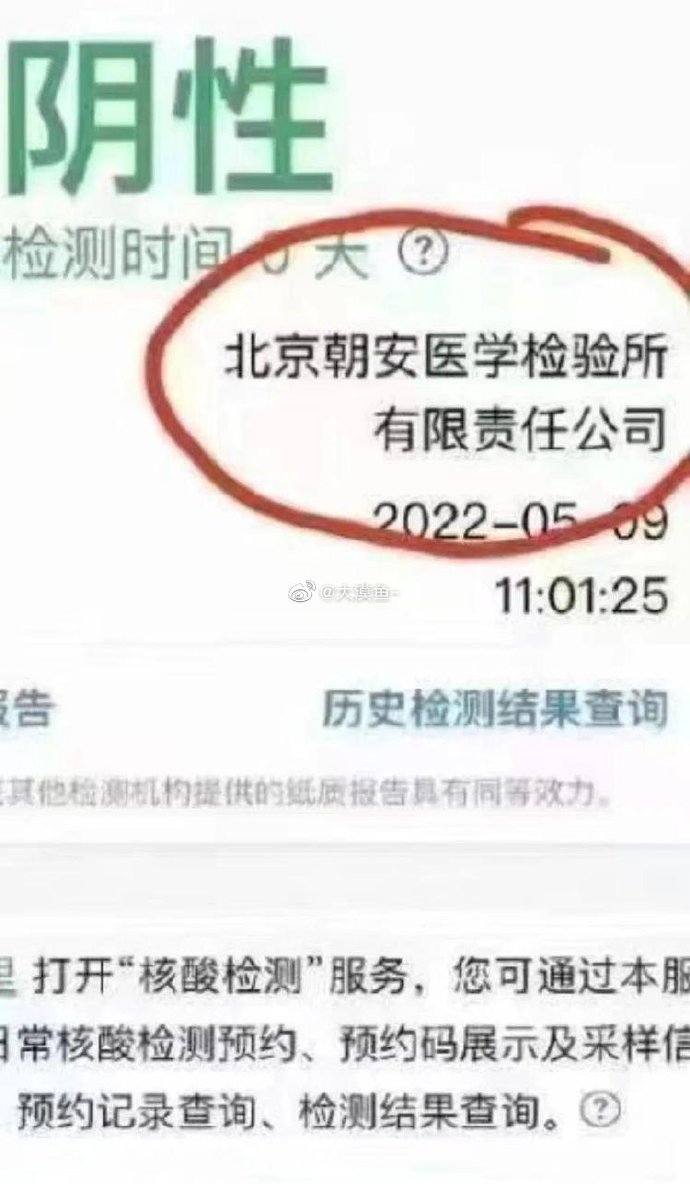 阴性
检测时间 0 天 ?
北京朝安医学检验所
有限责任公司
2022-05-09
11:01:25
@大漠鱼-
报告 历史检测结果查询
其他检测机构提供的纸质报告具有同等效力。
里 打开“核酸检测”服务，您可通过本服
日常核酸检测预约、预约码展示及采样信
预约记录查询、检测结果查询。?